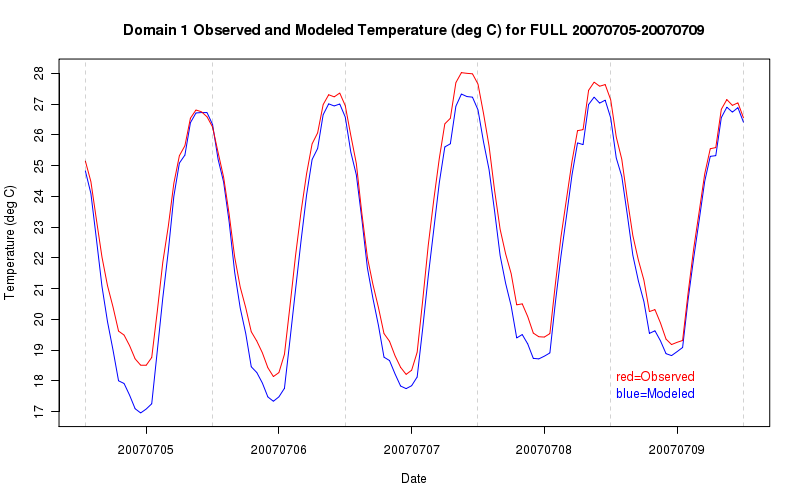 Domain 1 Observed and Modeled Temperature (deg C) for FULL 20070705-20070709
Temperature (deg C)
28
27
26
25
24
23
22
21
20
19
18
17
red=Observed
blue=Modeled
20070705 20070706 20070707 20070708 20070709
Date